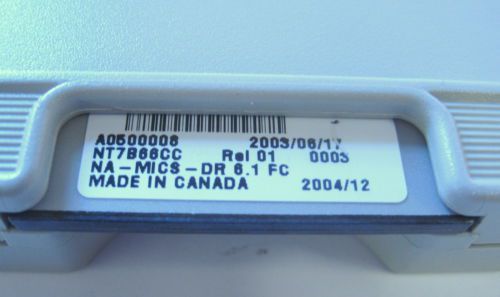 A0500008 2003/06/17
NT7B66CC Rel 01 0003
NA-MICS-DR 6.1 FC
MADE IN CANADA 2004/12